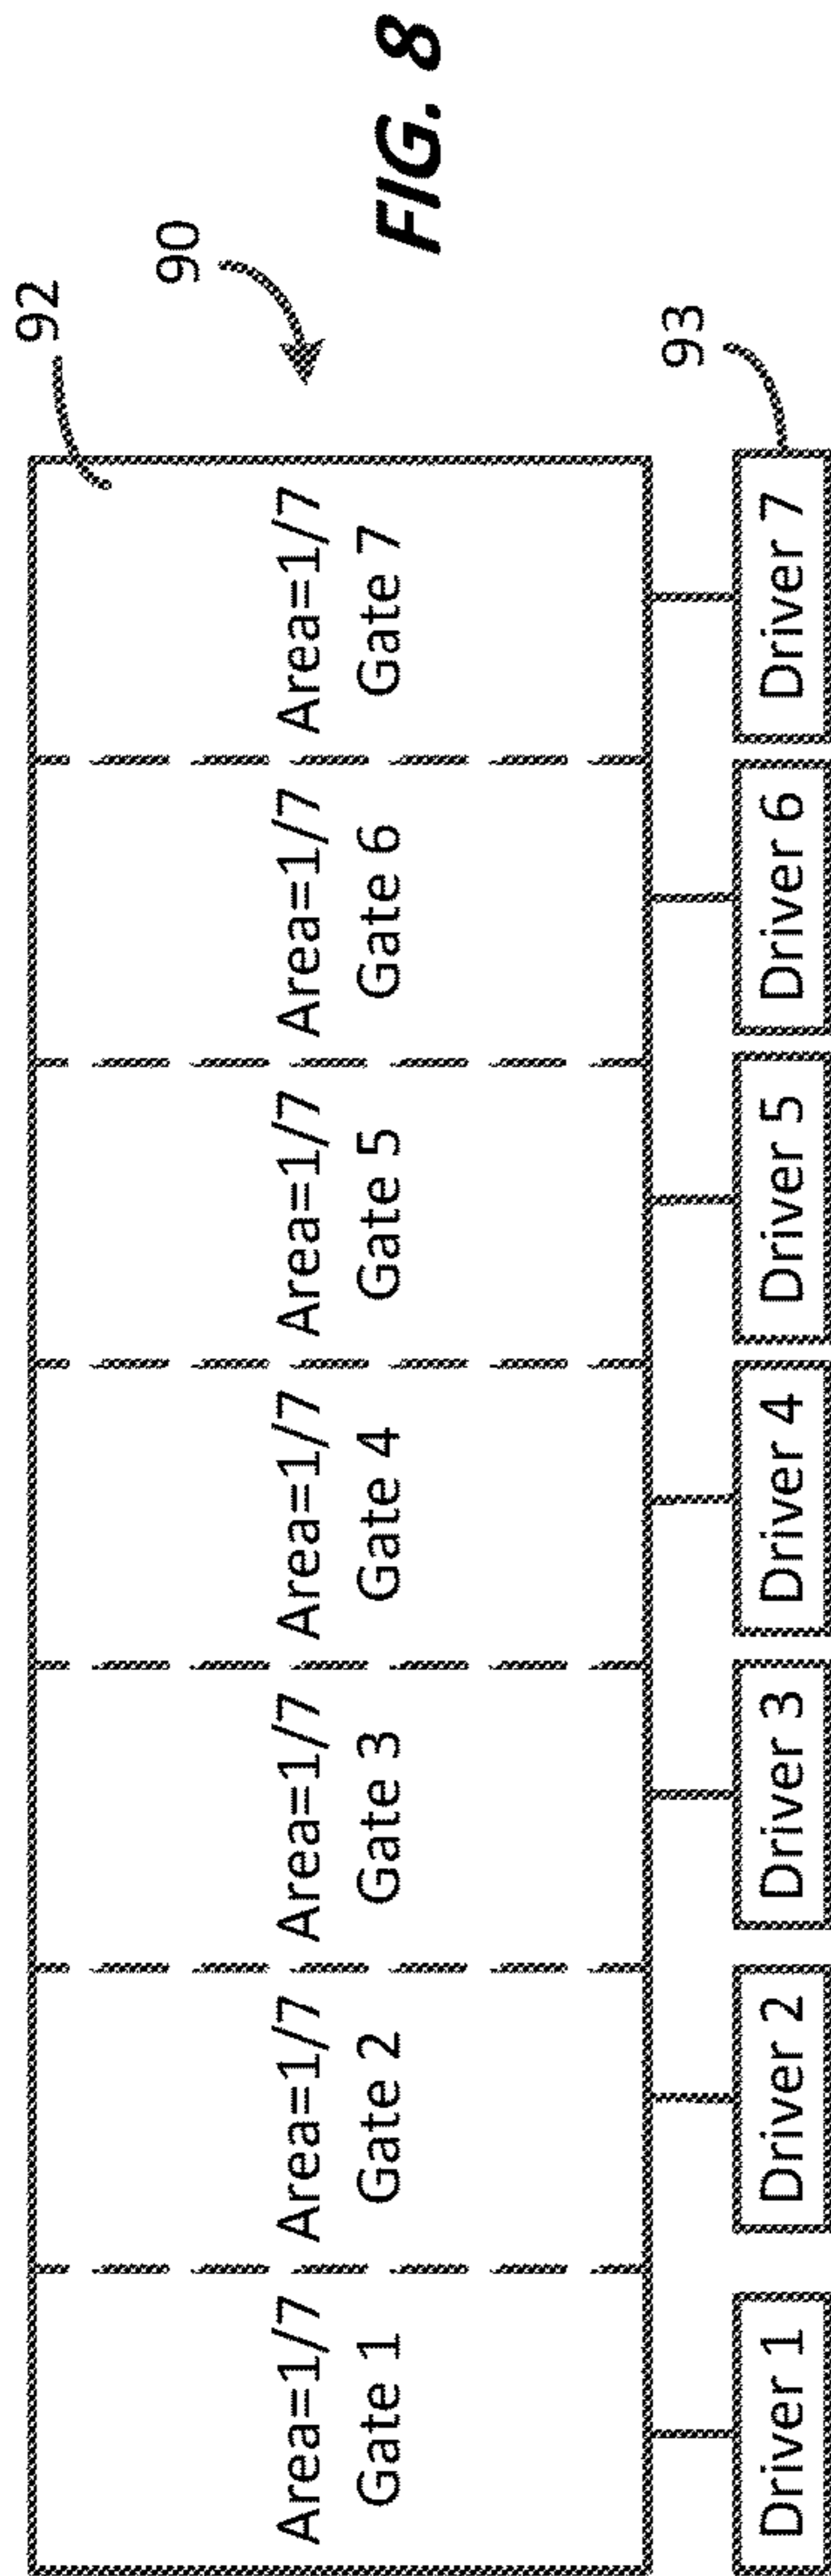 92
90
Area=1/7
Gate 1
Area=1/7
Gate 2
Area=1/7
Gate 3
Area=1/7
Gate 4
Area=1/7
Gate 5
Area=1/7
Gate 6
Area=1/7
Gate 7
93
Driver 1
Driver 2
Driver 3
Driver 4
Driver 5
Driver 6
Driver 7
FIG. 8